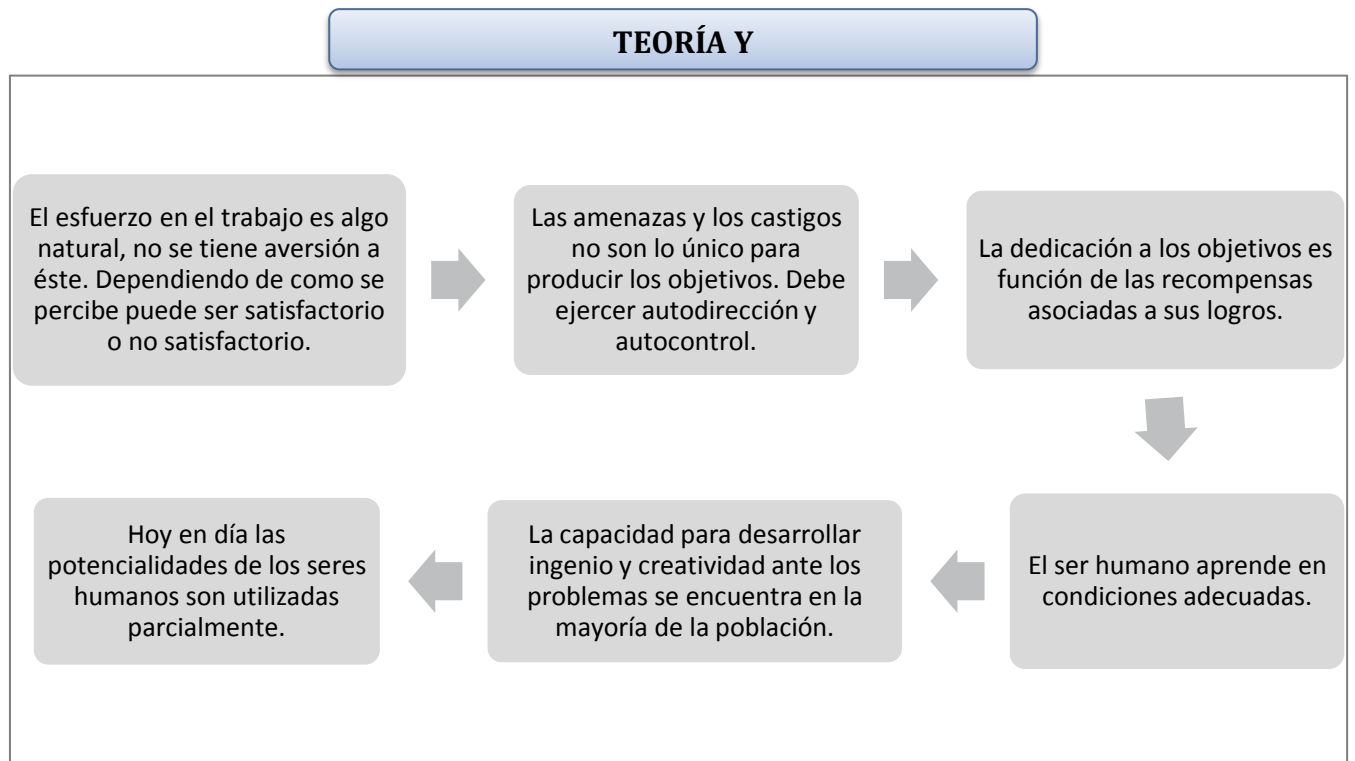 TEORÍA Y
El esfuerzo en el trabajo es algo
natural, no se tiene aversión a
éste. Dependiendo de como se
percibe puede ser satisfactorio
o no satisfactorio.
Las amenazas y los castigos
no son lo único para
producir los objetivos. Debe
ejercer autodirección y
autocontrol.
La dedicación a los objetivos es
función de las recompensas
asociadas a sus logros.
El ser humano aprende en
condiciones adecuadas.
La capacidad para desarrollar
ingenio y creatividad ante los
problemas se encuentra en la
mayoría de la población.
Hoy en día las
potencialidades de los seres
humanos son utilizadas
parcialmente.